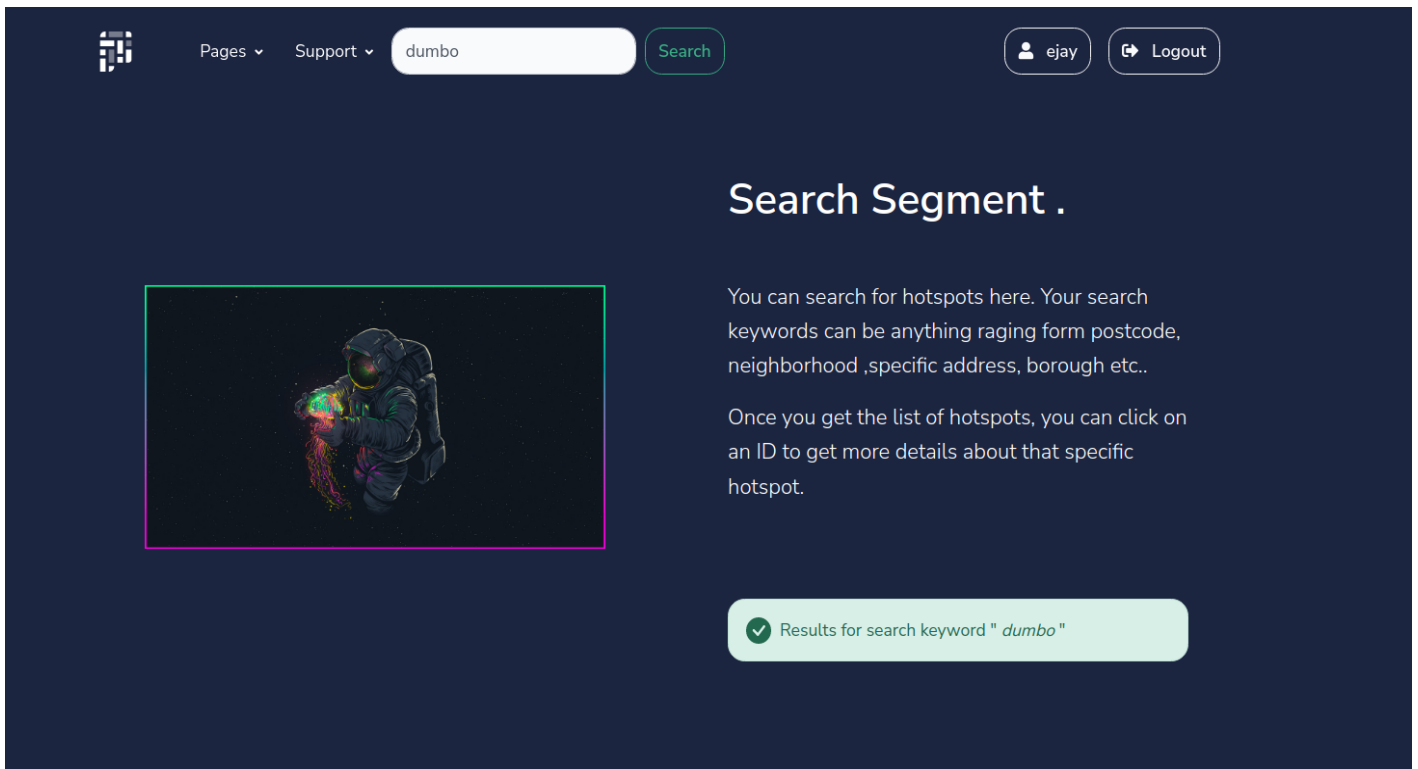 Pages Support dumbo Search ejay Logout
Search Segment .
You can search for hotspots here. Your search
keywords can be anything raging form postcode,
neighborhood ,specific address, borough etc..
Once you get the list of hotspots, you can click on
an ID to get more details about that specific
hotspot.
Results for search keyword " dumbo "